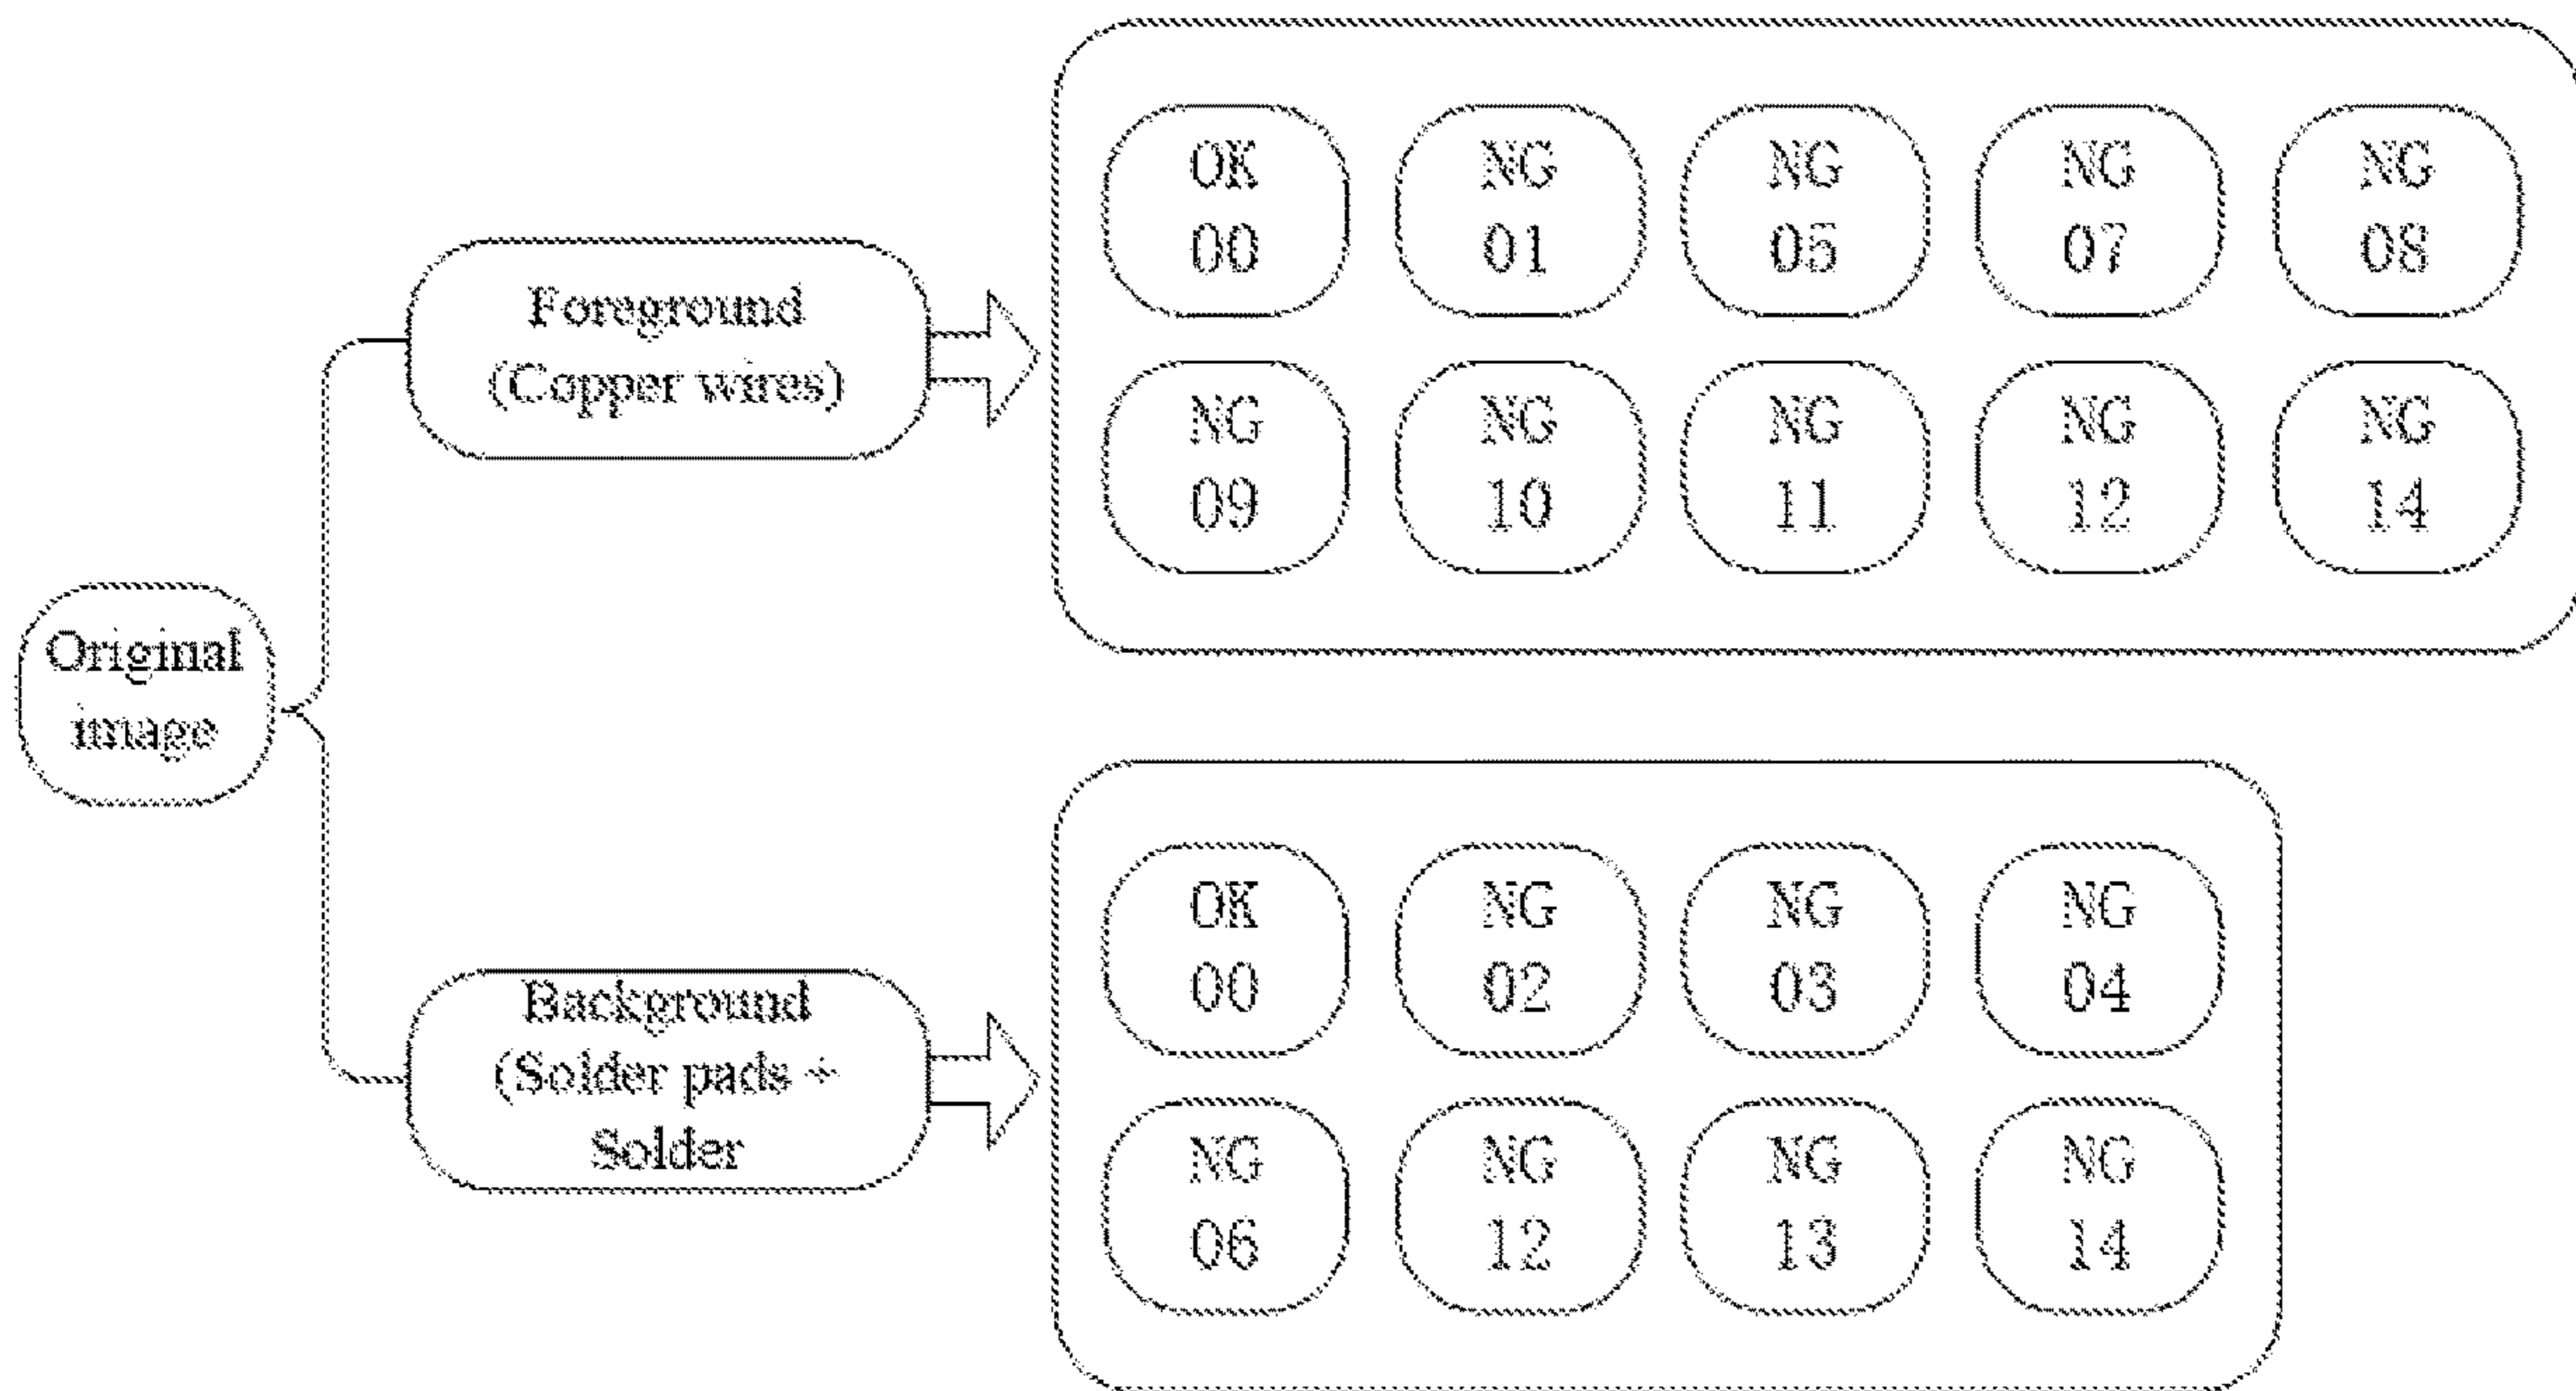 Original
image
Foreground
(Copper wires)
OK
00
NG
01
NG
05
NG
07
NG
08
NG
09
NG
10
NG
11
NG
12
NG
14
Background
(Solder pads +
Solder
OK
00
NG
02
NG
03
NG
04
NG
06
NG
12
NG
13
NG
14